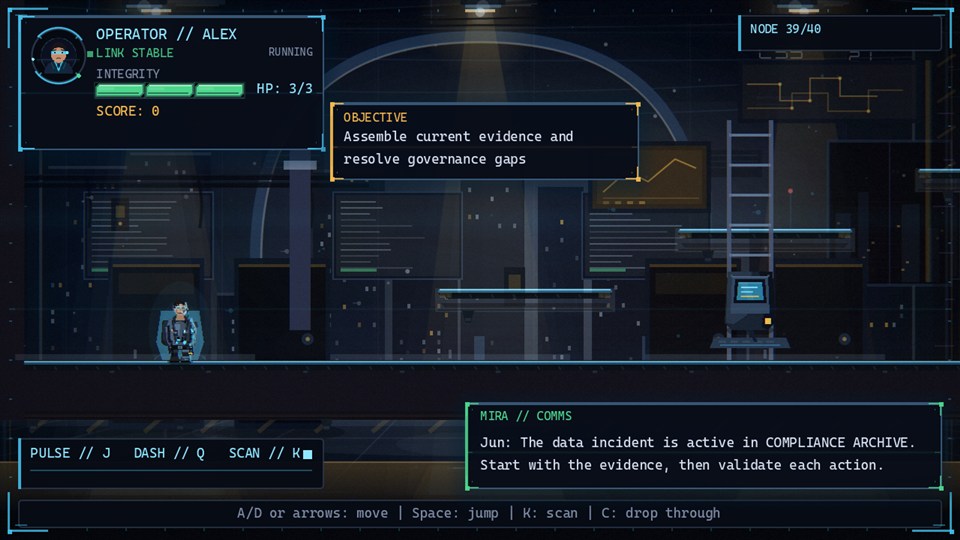 OPERATOR // ALEX
LINK STABLE
RUNNING
INTEGRITY
HP: 3/3
SCORE: 0
NODE 39/40
OBJECTIVE
Assemble current evidence and
resolve governance gaps
MIRA // COMMS
Jun: The data incident is active in COMPLIANCE ARCHIVE.
Start with the evidence, then validate each action.
PULSE // J DASH // Q SCAN // K
A/D or arrows: move | Space: jump | K: scan | C: drop through